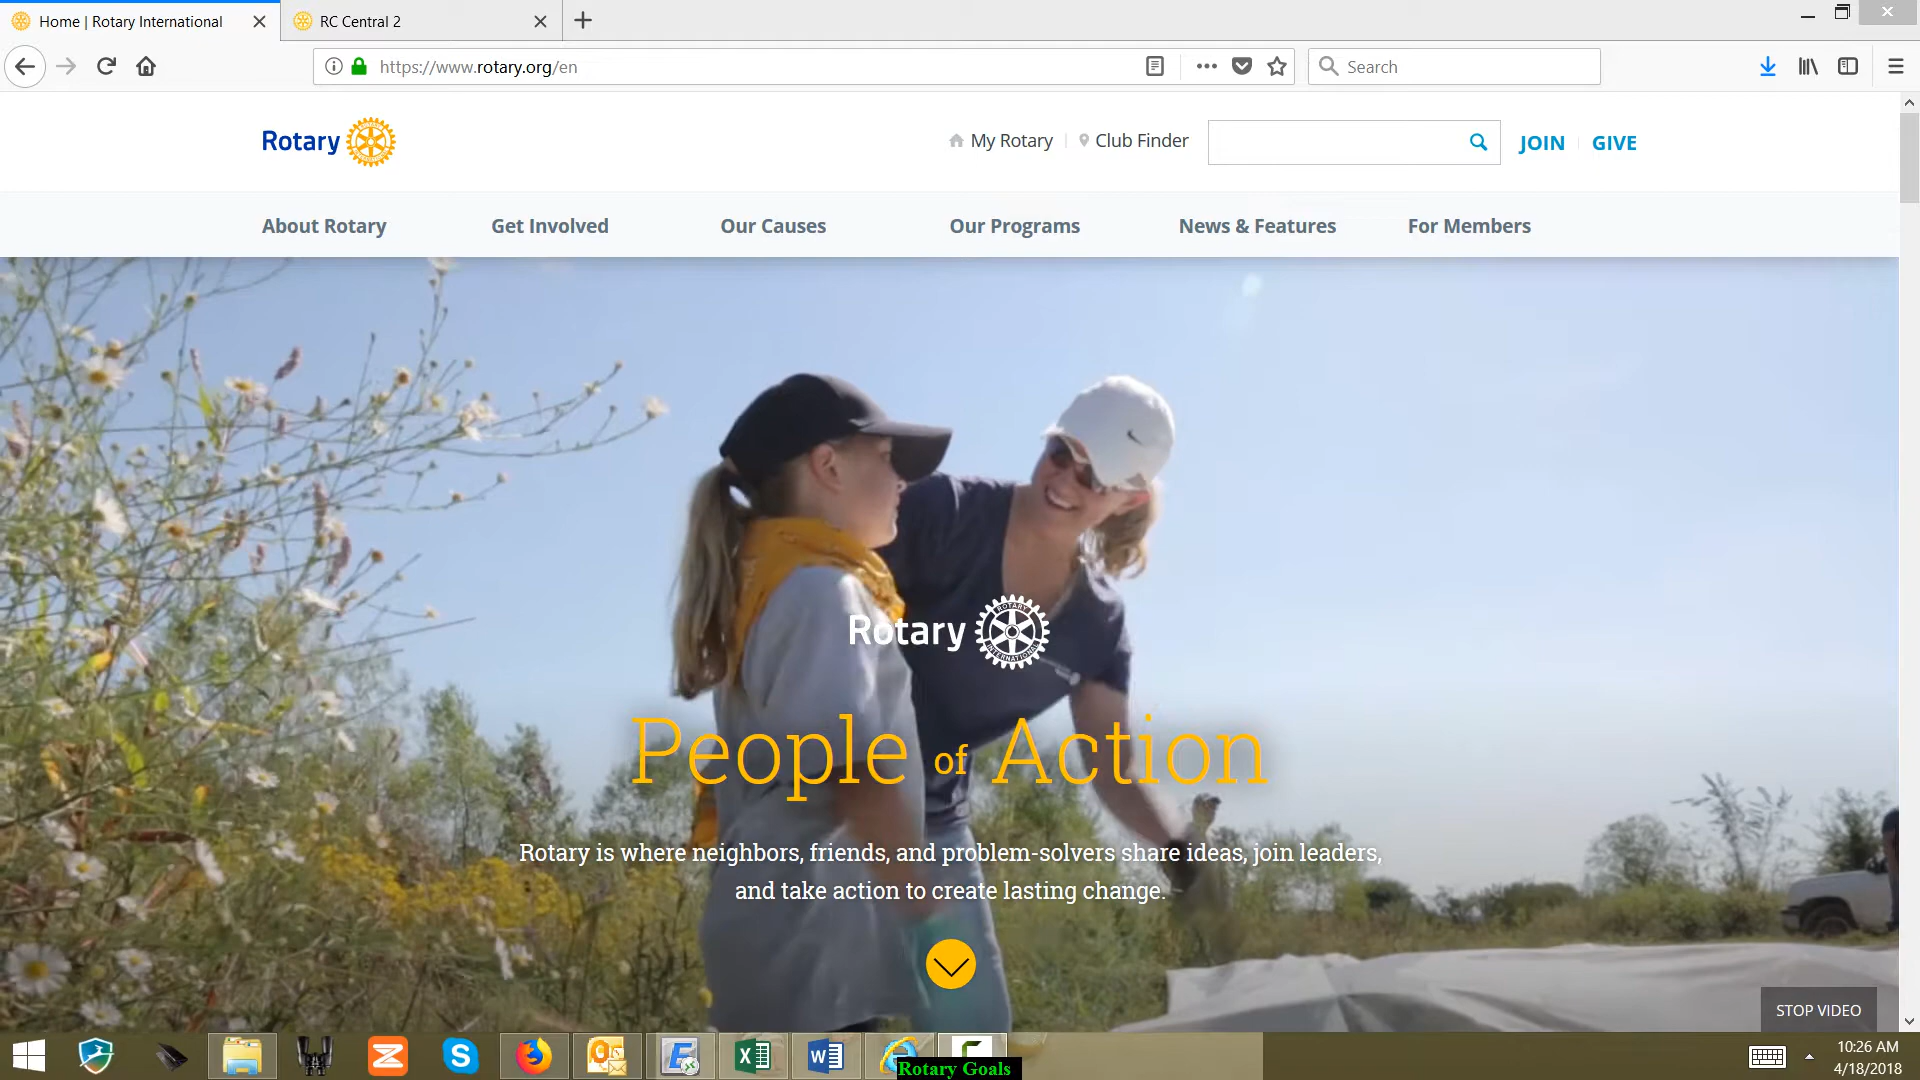 Home | Rotary International
RC Central 2
https://www.rotary.org/en
Search
Rotary
My Rotary
Club Finder
JOIN
GIVE
About Rotary
Get Involved
Our Causes
Our Programs
News & Features
For Members
Rotary
ROTARY
INTERNATIONAL
People of Action
Rotary is where neighbors, friends, and problem-solvers share ideas, join leaders,
and take action to create lasting change.
STOP VIDEO
Rotary Goals
10:26 AM
4/18/2018